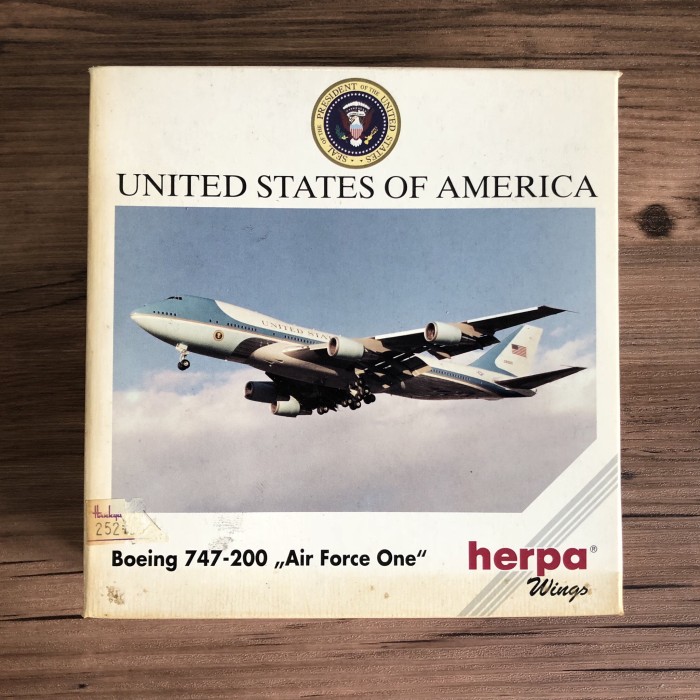 SEAL OF THE PRESIDENT OF THE UNITED STATES
UNITED STATES OF AMERICA
UNITED STATES
Boeing 747-200 „Air Force One“
herpa®
Wings